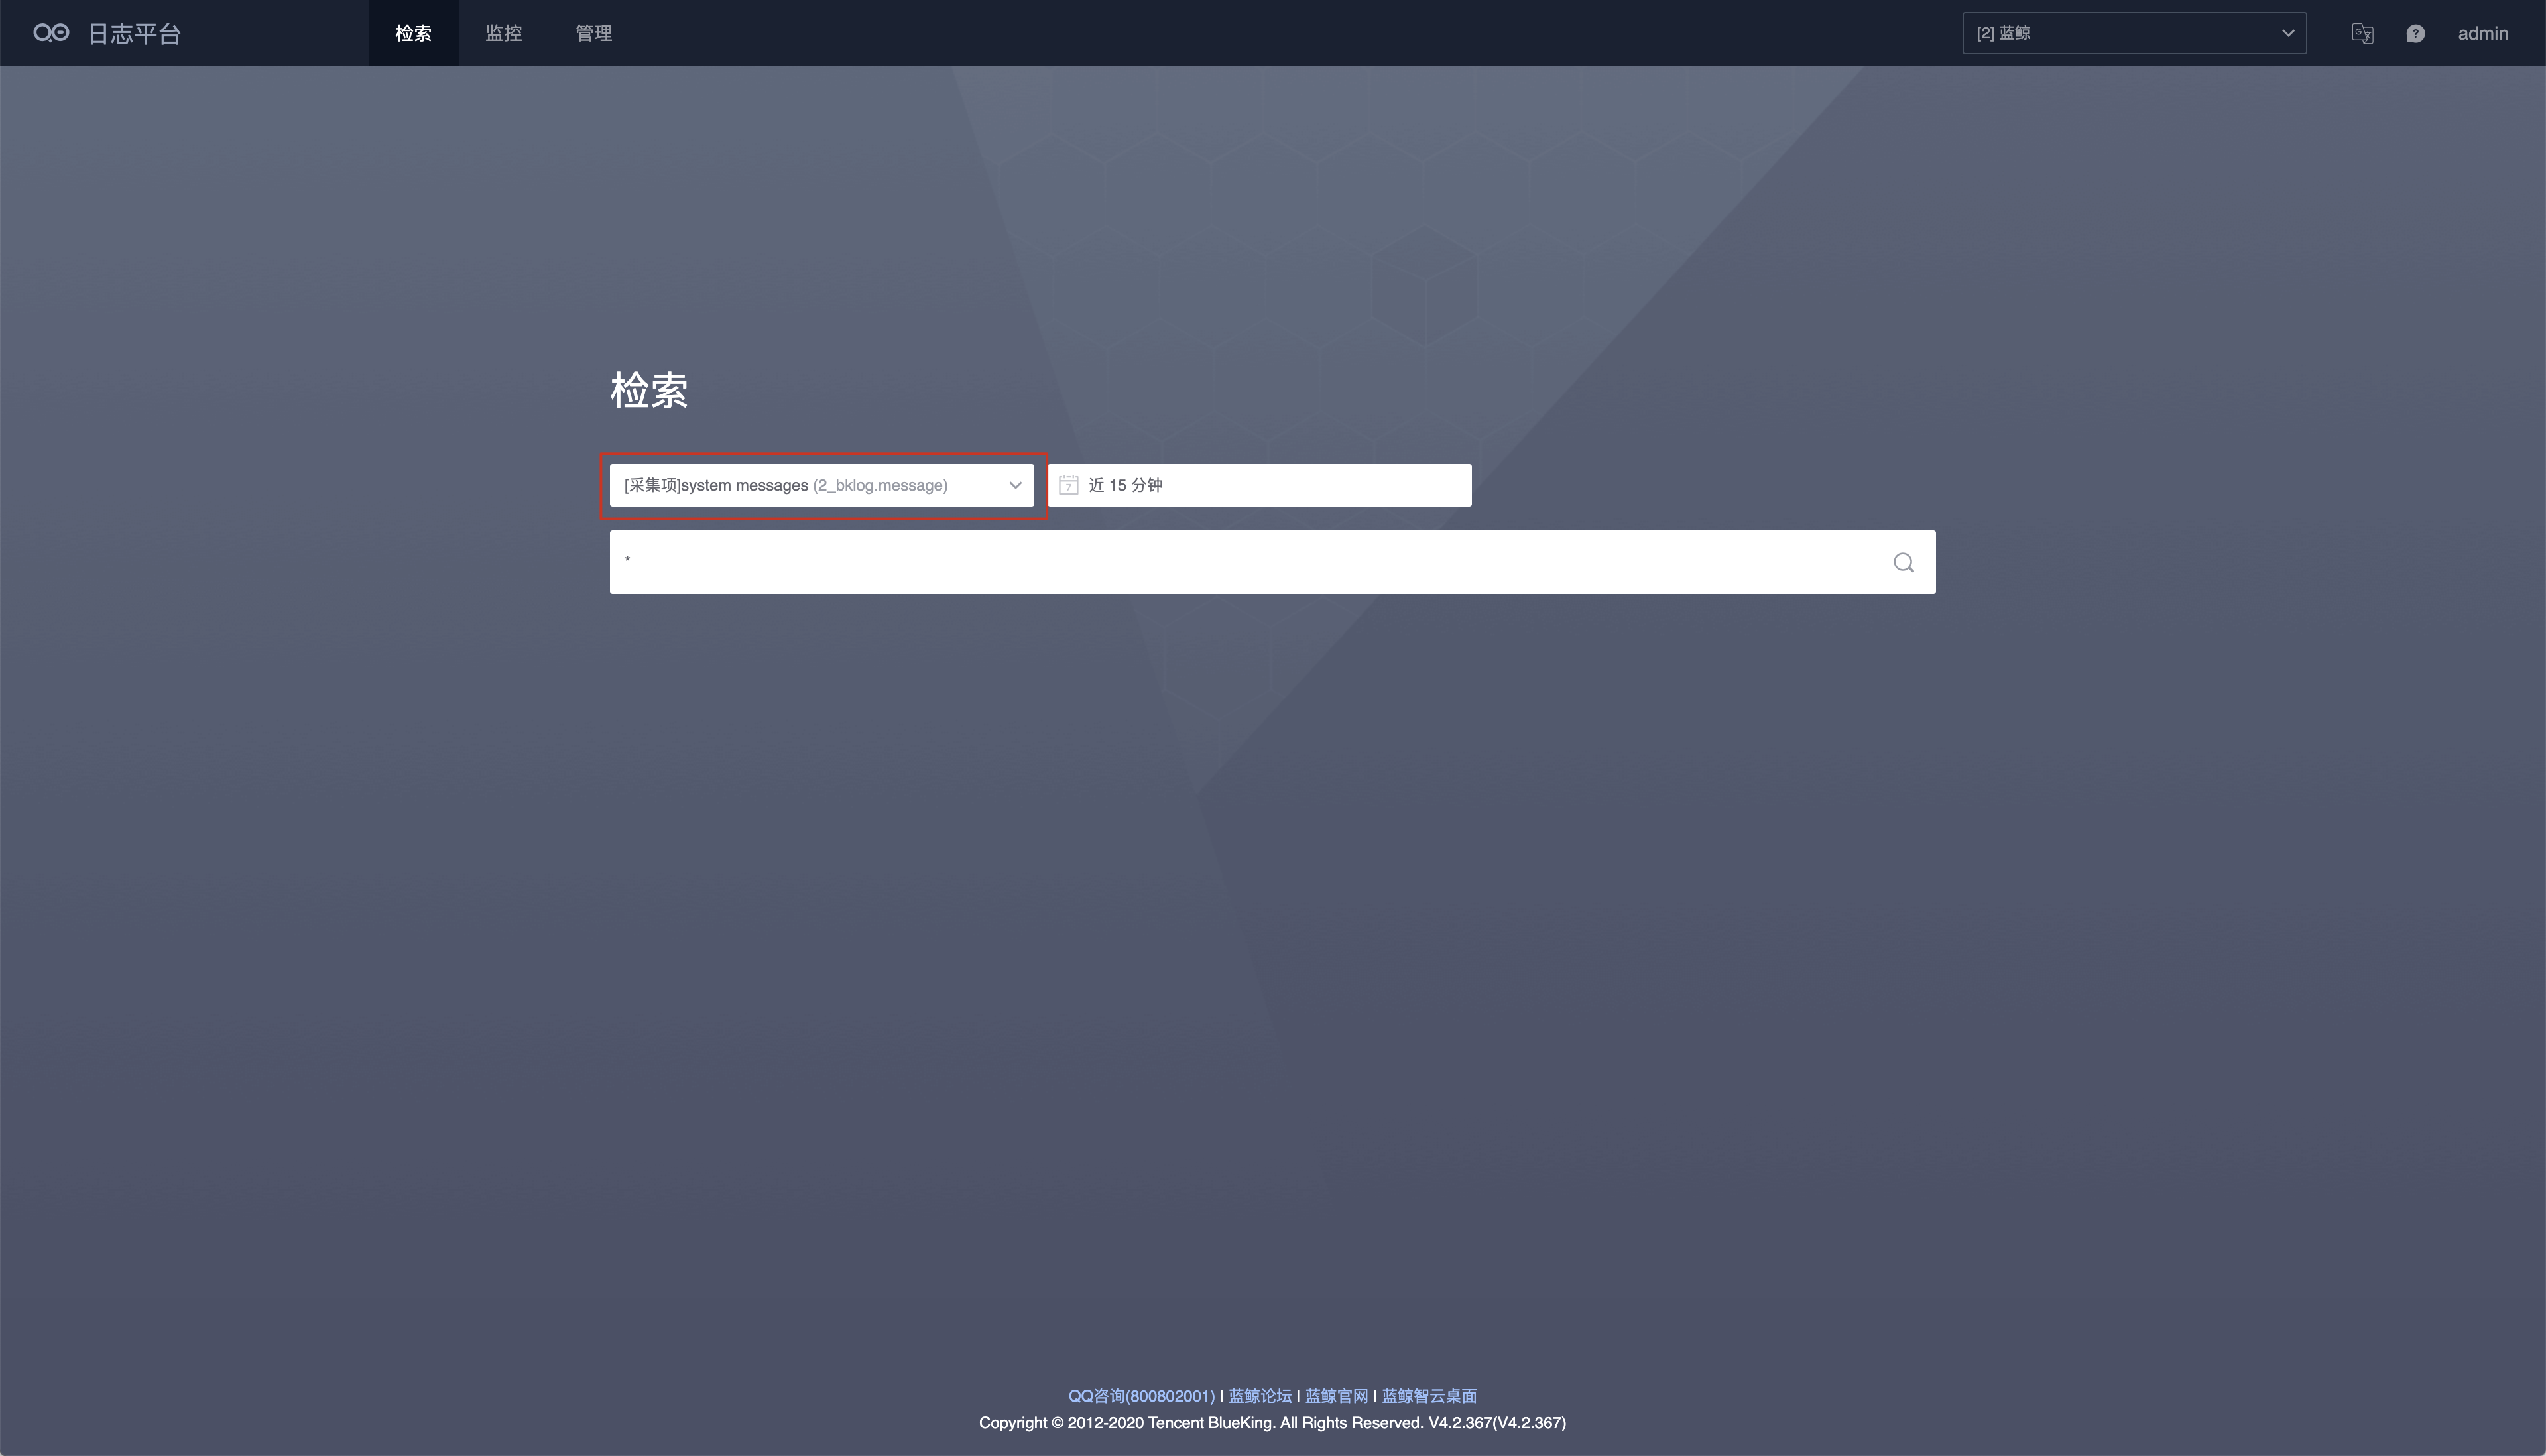 日志平台 检索 监控 管理 [2] 蓝鲸 admin
检索
[采集项]system messages (2_bklog.message) 7 近 15 分钟
*
QQ咨询(800802001) | 蓝鲸论坛 | 蓝鲸官网 | 蓝鲸智云桌面
Copyright © 2012-2020 Tencent BlueKing. All Rights Reserved. V4.2.367(V4.2.367)